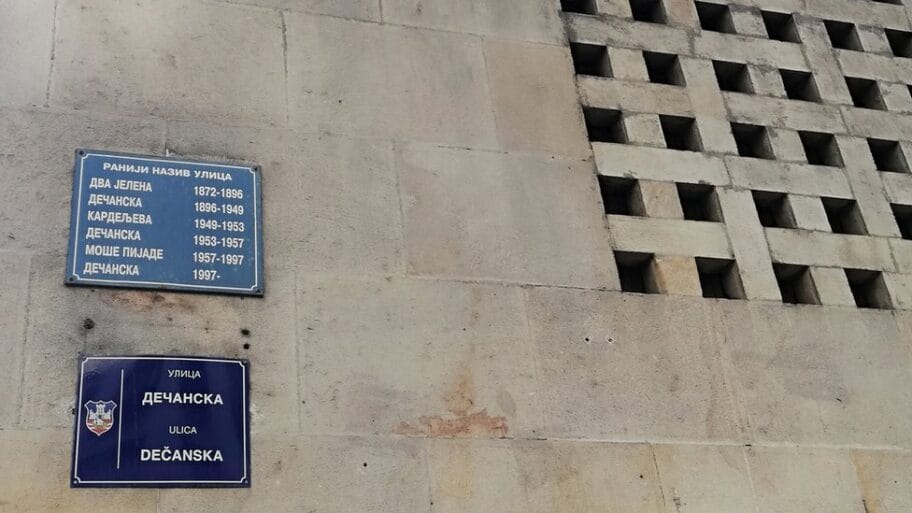 РАНИЈИ НАЗИВ УЛИЦА
ДВА ЈЕЛЕНА 1872-1896
ДЕЧАНСКА 1896-1949
КАРДЕЉЕВА 1949-1953
ДЕЧАНСКА 1953-1957
МОШЕ ПИЈАДЕ 1957-1997
ДЕЧАНСКА 1997-
УЛИЦА
ДЕЧАНСКА
ULICA
DEČANSKA